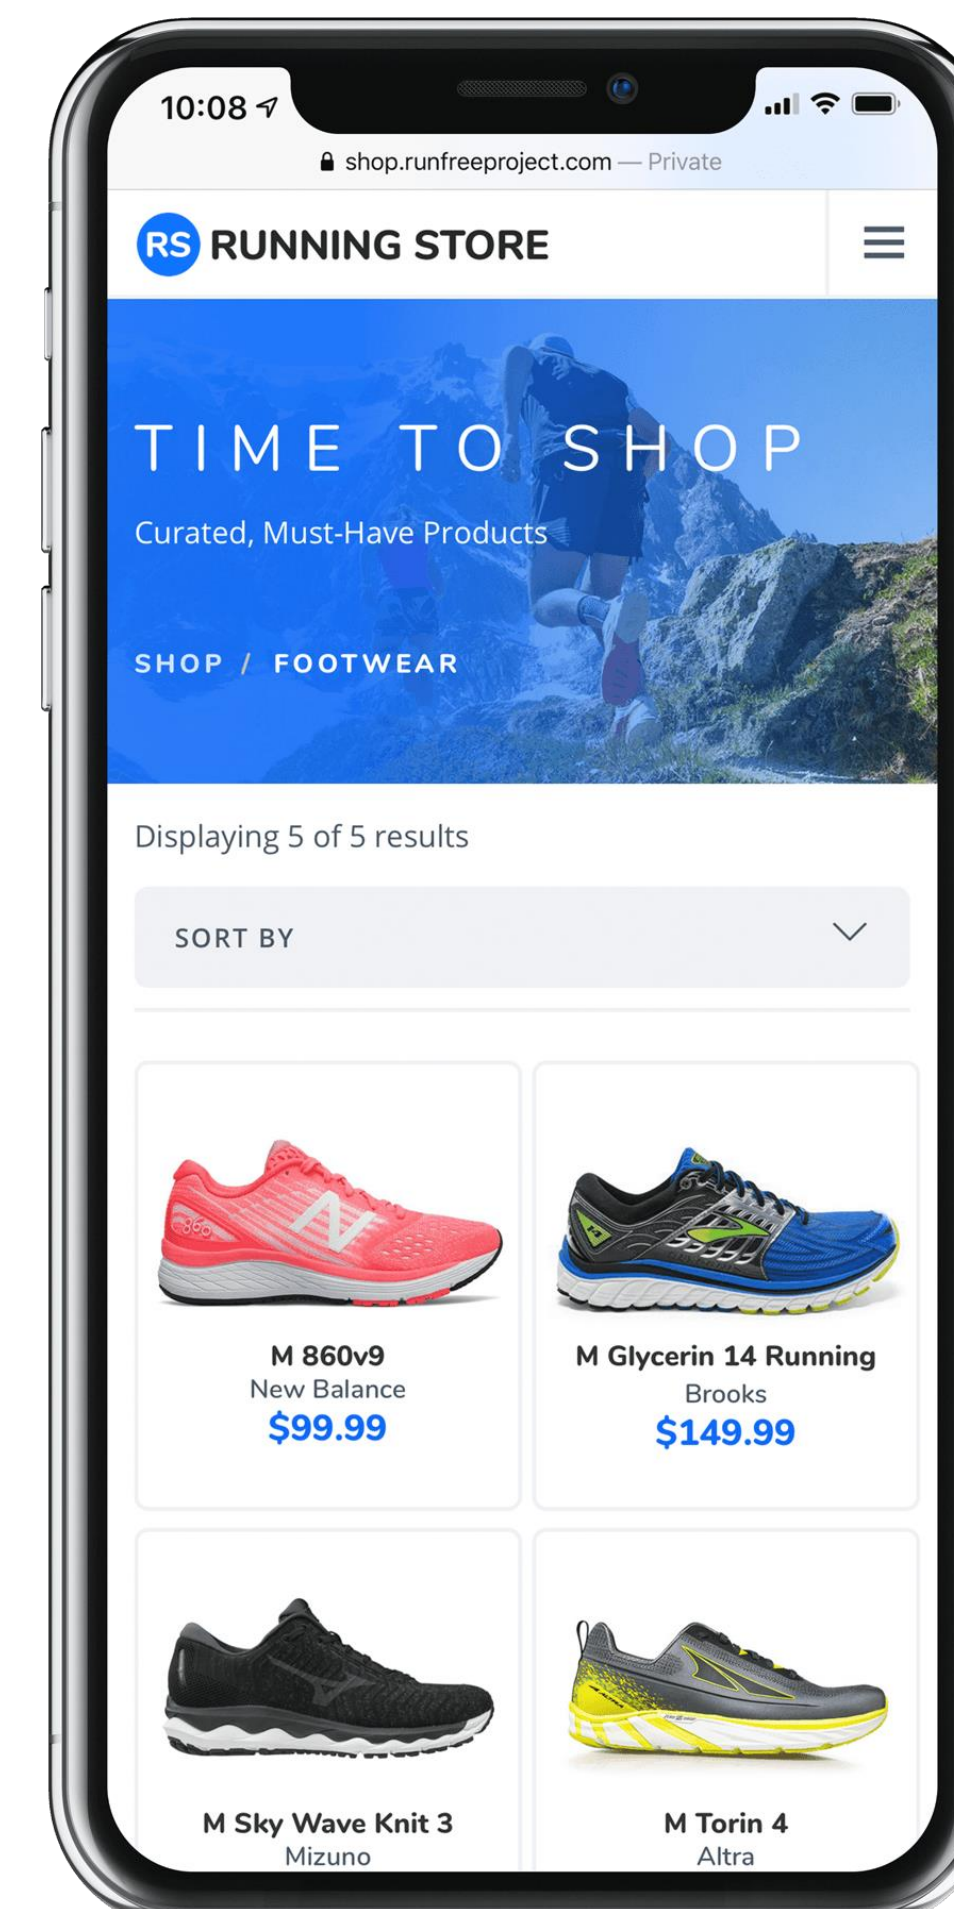 10:08
shop.runfreeproject.com — Private
RS RUNNING STORE
TIME TO SHOP
Curated, Must-Have Products
SHOP / FOOTWEAR
Displaying 5 of 5 results
SORT BY
860
N
M 860v9
New Balance
$99.99
M Glycerin 14 Running
Brooks
$149.99
M Sky Wave Knit 3
Mizuno
ALTRA
M Torin 4
Altra